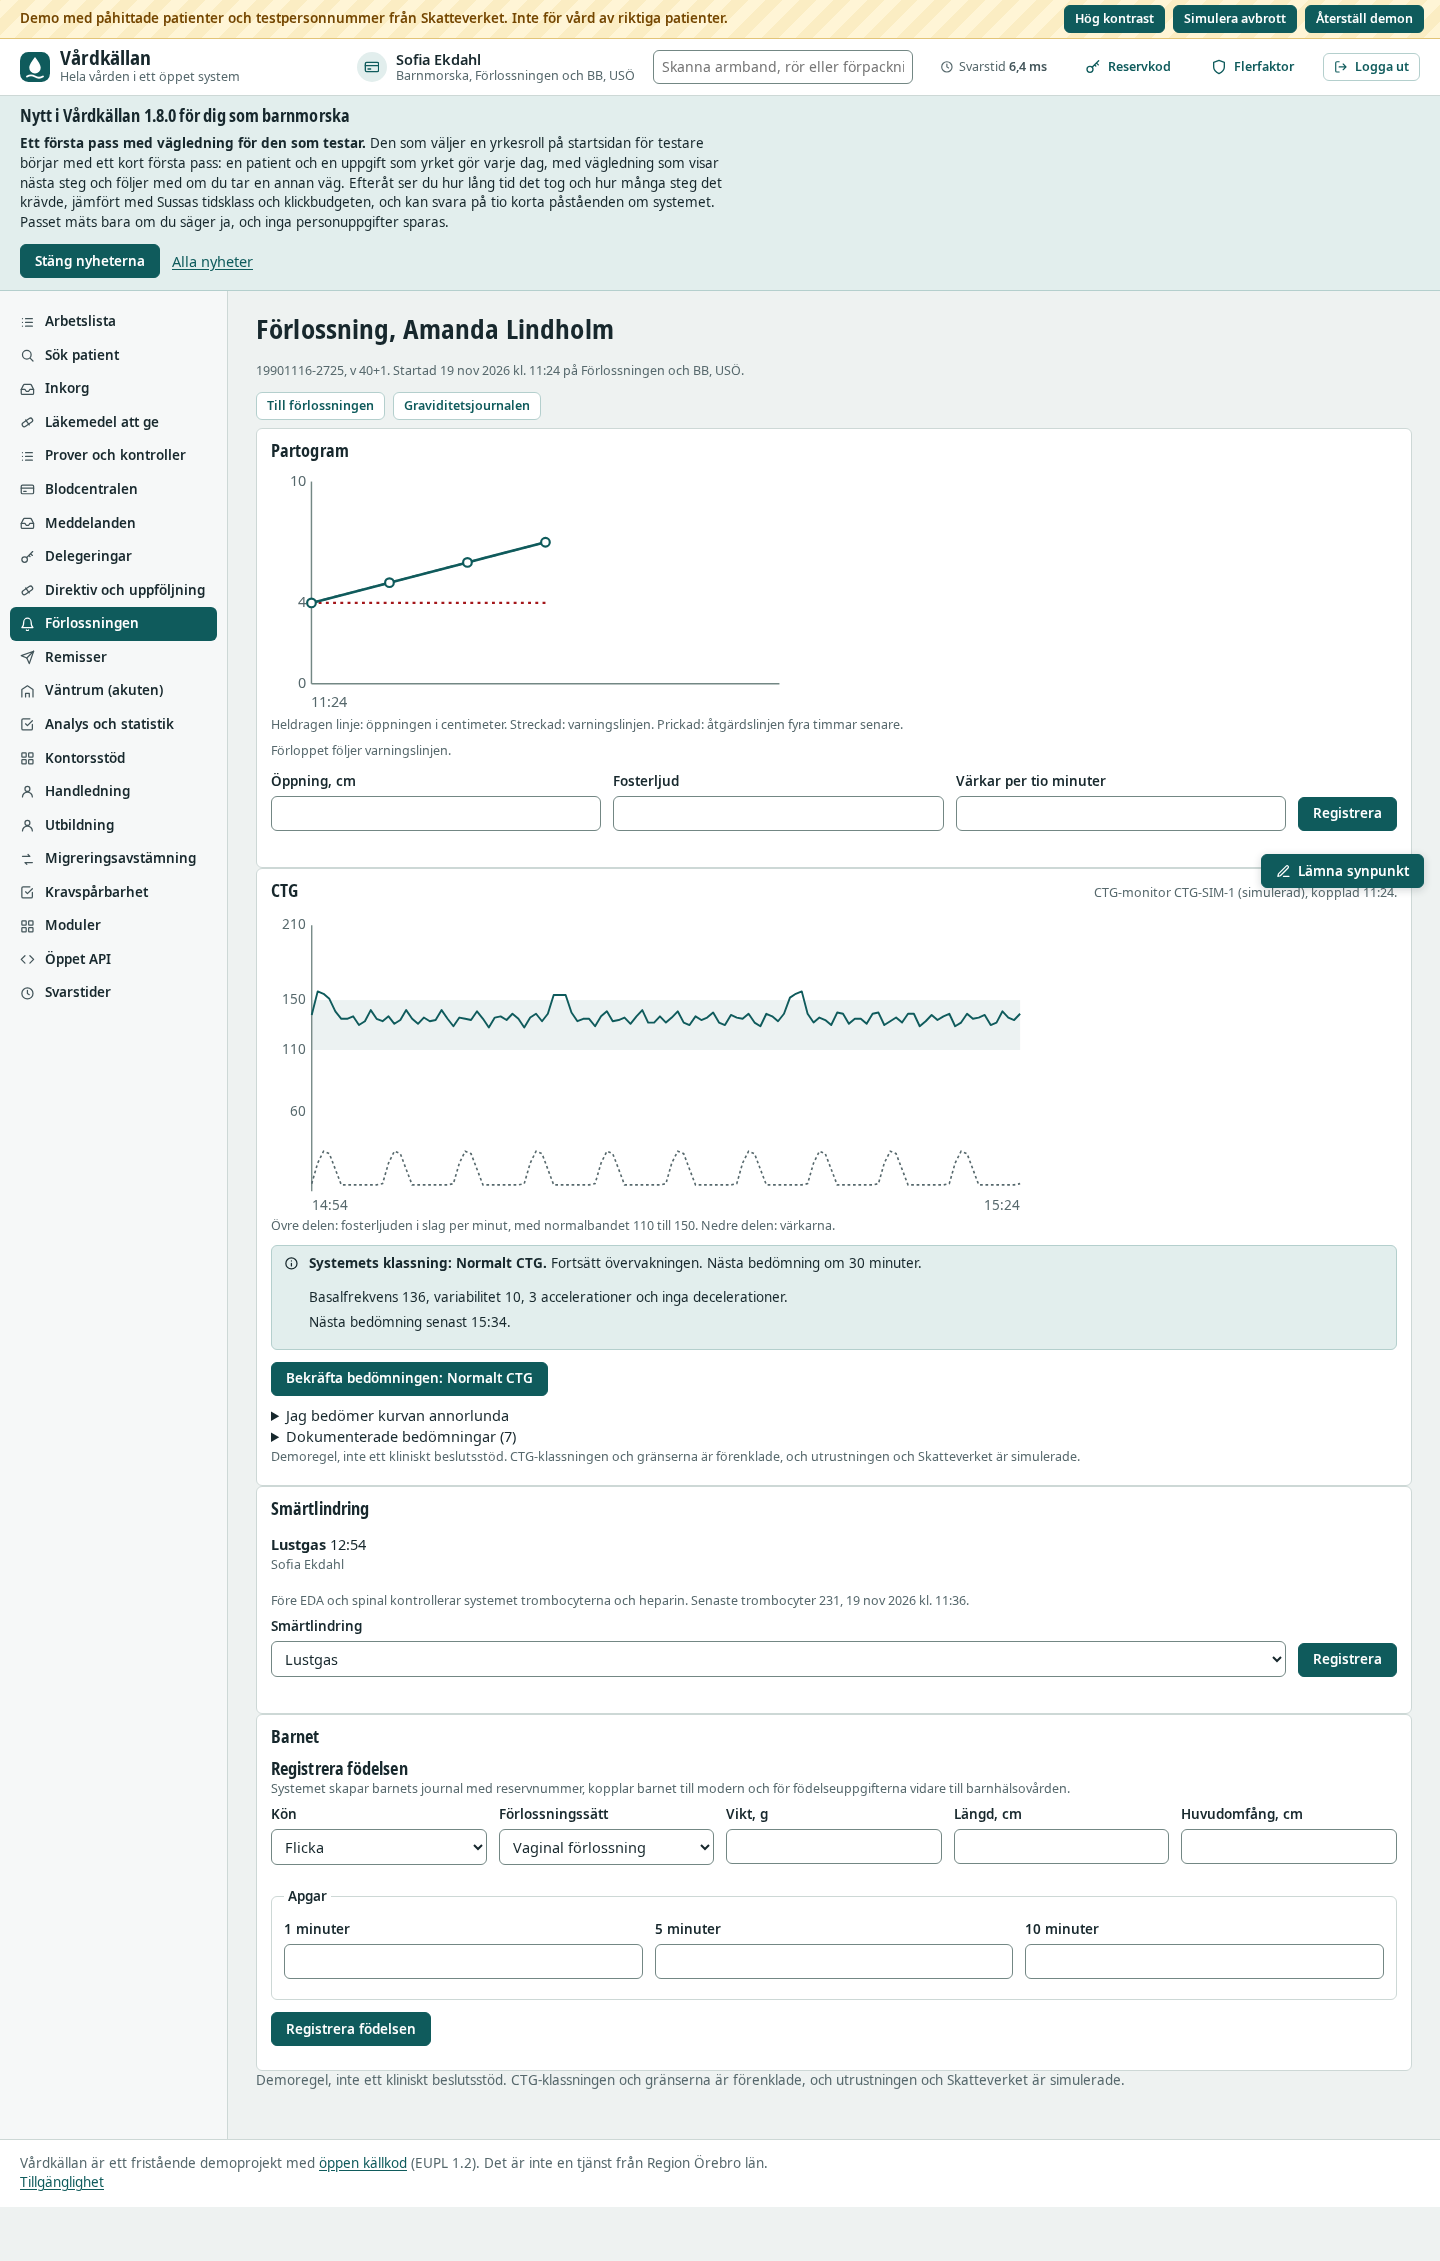 Demo med påhittade patienter och testpersonnummer från Skatteverket. Inte för vård av riktiga patienter.
Hög kontrast
Simulera avbrott
Återställ demon
Vårdkällan
Hela vården i ett öppet system
Sofia Ekdahl
Barnmorska, Förlossningen och BB, USÖ
Skanna armband, rör eller förpackni
Svarstid 6,4 ms
Reservkod
Flerfaktor
Logga ut
Nytt i Vårdkällan 1.8.0 för dig som barnmorska
Ett första pass med vägledning för den som testar. Den som väljer en yrkesroll på startsidan för testare
börjar med ett kort första pass: en patient och en uppgift som yrket gör varje dag, med vägledning som visar
nästa steg och följer med om du tar en annan väg. Efteråt ser du hur lång tid det tog och hur många steg det
krävde, jämfört med Sussas tidsklass och klickbudgeten, och kan svara på tio korta påståenden om systemet.
Passet mäts bara om du säger ja, och inga personuppgifter sparas.
Stäng nyheterna
Alla nyheter
Arbetslista
Sök patient
Inkorg
Läkemedel att ge
Prover och kontroller
Blodcentralen
Meddelanden
Delegeringar
Direktiv och uppföljning
Förlossningen
Remisser
Väntrum (akuten)
Analys och statistik
Kontorsstöd
Handledning
Utbildning
Migreringsavstämning
Kravspårbarhet
Moduler
Öppet API
Svarstider
Förlossning, Amanda Lindholm
19901116-2725, v 40+1. Startad 19 nov 2026 kl. 11:24 på Förlossningen och BB, USÖ.
Till förlossningen
Graviditetsjournalen
Partogram
10
4
0
11:24
Heldragen linje: öppningen i centimeter. Streckad: varningslinjen. Prickad: åtgärdslinjen fyra timmar senare.
Förloppet följer varningslinjen.
Öppning, cm
Fosterljud
Värkar per tio minuter
Registrera
Lämna synpunkt
CTG
CTG-monitor CTG-SIM-1 (simulerad), kopplad 11:24.
210
150
110
60
14:54
15:24
Övre delen: fosterljuden i slag per minut, med normalbandet 110 till 150. Nedre delen: värkarna.
Systemets klassning: Normalt CTG. Fortsätt övervakningen. Nästa bedömning om 30 minuter.
Basalfrekvens 136, variabilitet 10, 3 accelerationer och inga decelerationer.
Nästa bedömning senast 15:34.
Bekräfta bedömningen: Normalt CTG
Jag bedömer kurvan annorlunda
Dokumenterade bedömningar (7)
Demoregel, inte ett kliniskt beslutsstöd. CTG-klassningen och gränserna är förenklade, och utrustningen och Skatteverket är simulerade.
Smärtlindring
Lustgas 12:54
Sofia Ekdahl
Före EDA och spinal kontrollerar systemet trombocyterna och heparin. Senaste trombocyter 231, 19 nov 2026 kl. 11:36.
Smärtlindring
Lustgas
Registrera
Barnet
Registrera födelsen
Systemet skapar barnets journal med reservnummer, kopplar barnet till modern och för födelseuppgifterna vidare till barnhälsovården.
Kön
Förlossningssätt
Vikt, g
Längd, cm
Huvudomfång, cm
Flicka
Vaginal förlossning
Apgar
1 minuter
5 minuter
10 minuter
Registrera födelsen
Demoregel, inte ett kliniskt beslutsstöd. CTG-klassningen och gränserna är förenklade, och utrustningen och Skatteverket är simulerade.
Vårdkällan är ett fristående demoprojekt med öppen källkod (EUPL 1.2). Det är inte en tjänst från Region Örebro län.
Tillgänglighet